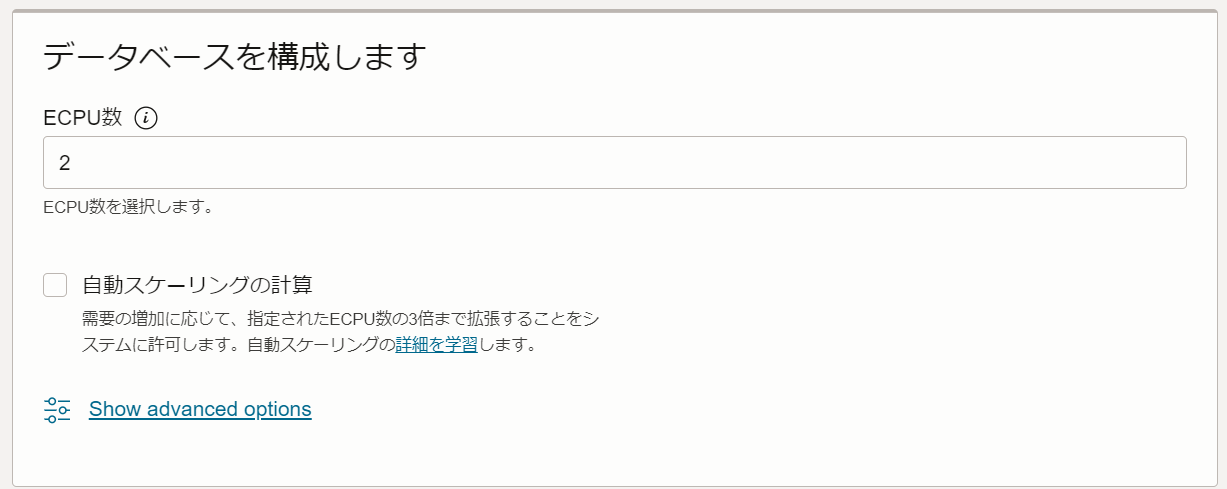 データベースを構成します
ECPU数
2
ECPU数を選択します。
自動スケーリングの計算
需要の増加に応じて、指定されたECPU数の3倍まで拡張することをシ
ステムに許可します。自動スケーリングの詳細を学習します。
Show advanced options